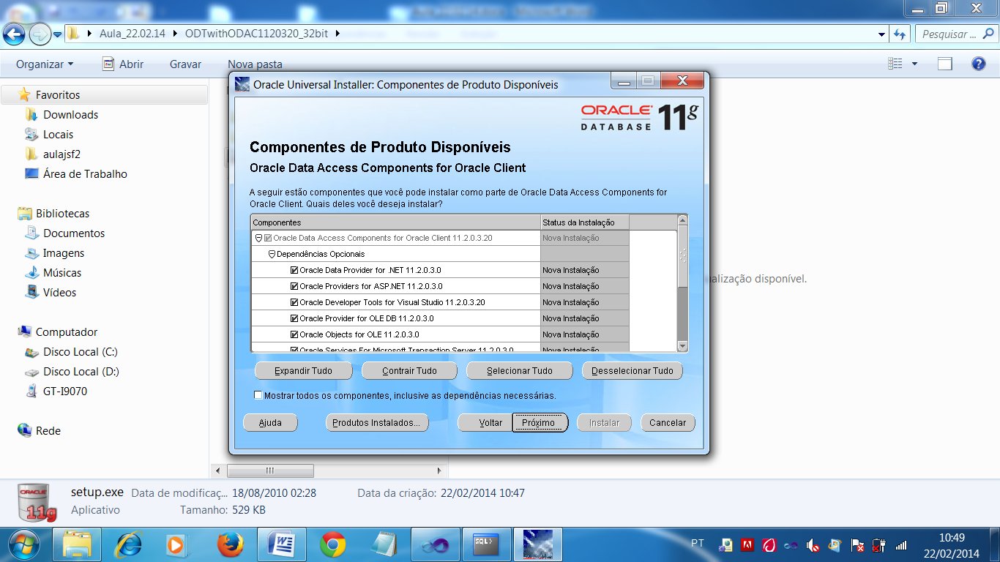 Aula_22.02.14 ODTwithODAC1120320_32bit
Pesquisar ...
Organizar Abrir Gravar Nova pasta
Favoritos
Downloads
Locais
aulajsf2
Área de Trabalho
Bibliotecas
Documentos
Imagens
Músicas
Vídeos
Computador
Disco Local (C:)
Disco Local (D:)
GT-I9070
Rede
Oracle Universal Installer: Componentes de Produto Disponíveis
ORACLE
DATABASE
11g
Componentes de Produto Disponíveis
Oracle Data Access Components for Oracle Client
A seguir estão componentes que você pode instalar como parte de Oracle Data Access Components for
Oracle Client. Quais deles você deseja instalar?
Componentes Status da Instalação
Oracle Data Access Components for Oracle Client 11.2.0.3.20 Nova Instalação
Dependências Opcionais
Oracle Data Provider for .NET 11.2.0.3.0 Nova Instalação
Oracle Providers for ASP.NET 11.2.0.3.0 Nova Instalação
Oracle Developer Tools for Visual Studio 11.2.0.3.20 Nova Instalação
Oracle Provider for OLE DB 11.2.0.3.0 Nova Instalação
Oracle Objects for OLE 11.2.0.3.0 Nova Instalação
Oracle Services For Microsoft Transaction Server 11.2.0.3.0 Nova Instalação
Expandir Tudo Contrair Tudo Selecionar Tudo Desselecionar Tudo
Mostrar todos os componentes, inclusive as dependências necessárias.
Ajuda Produtos Instalados... Voltar Próximo Instalar Cancelar
alização disponível.
ORACLE
11g
setup.exe Data de modificaç... 18/08/2010 02:28 Data da criação: 22/02/2014 10:47
Aplicativo Tamanho: 529 KB
SQL>
PT
10:49
22/02/2014